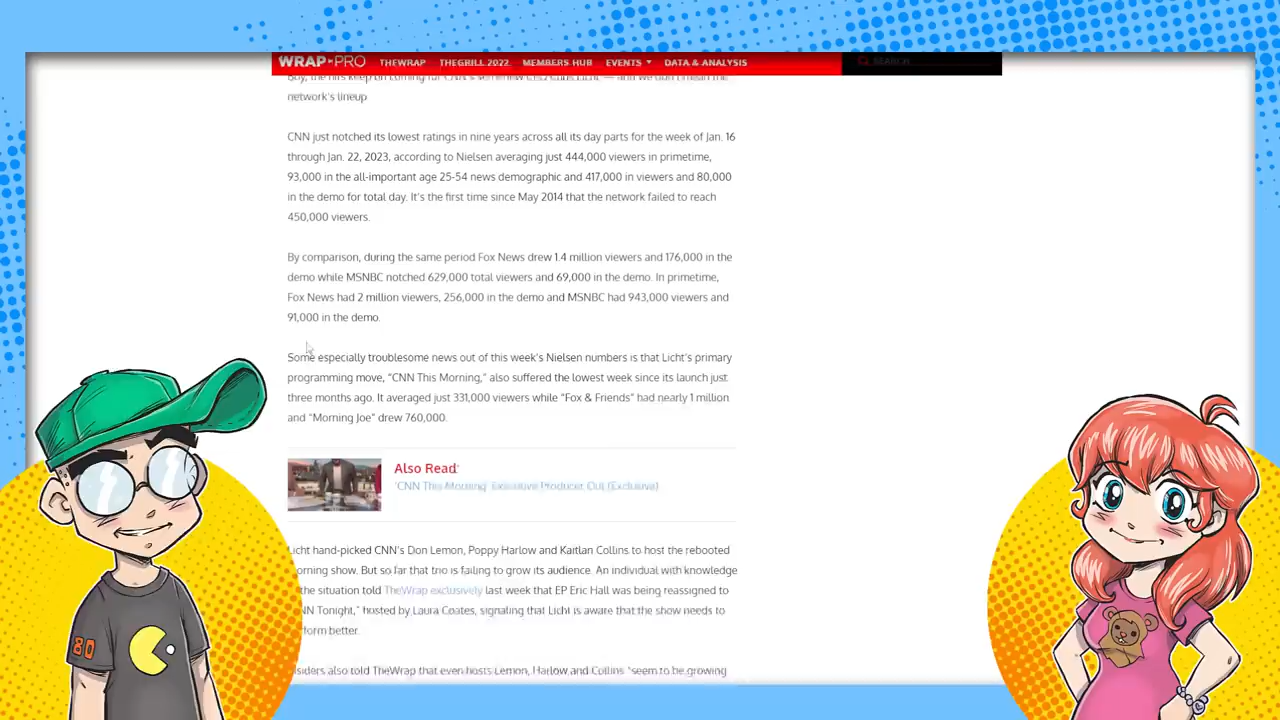 WRAP PRO THEWRAP THEGRILL 2022 MEMBERS HUB EVENTS DATA & ANALYSIS SEARCH
network's lineup
CNN just notched its lowest ratings in nine years across all its day parts for the week of Jan. 16
through Jan. 22, 2023, according to Nielsen averaging just 444,000 viewers in primetime,
93,000 in the all-important age 25-54 news demographic and 417,000 in viewers and 80,000
in the demo for total day. It's the first time since May 2014 that the network failed to reach
450,000 viewers.
By comparison, during the same period Fox News drew 1.4 million viewers and 176,000 in the
demo while MSNBC notched 629,000 total viewers and 69,000 in the demo. In primetime,
Fox News had 2 million viewers, 256,000 in the demo and MSNBC had 943,000 viewers and
91,000 in the demo.
Some especially troublesome news out of this week's Nielsen numbers is that Licht's primary
programming move, "CNN This Morning," also suffered the lowest week since its launch just
three months ago. It averaged just 331,000 viewers while "Fox & Friends" had nearly 1 million
and "Morning Joe" drew 760,000.
Also Read:
'CNN This Morning' Executive Producer Out (Exclusive)
Licht hand-picked CNN's Don Lemon, Poppy Harlow and Kaitlan Collins to host the rebooted
morning show. But so far that trio is failing to grow its audience. An individual with knowledge
the situation told TheWrap exclusively last week that EP Eric Hall was being reassigned to
NN Tonight," hosted by Laura Coates, signaling that Licht is aware that the show needs to
form better.
siders also told TheWrap that even hosts Lemon, Harlow and Collins "seem to be growing
80